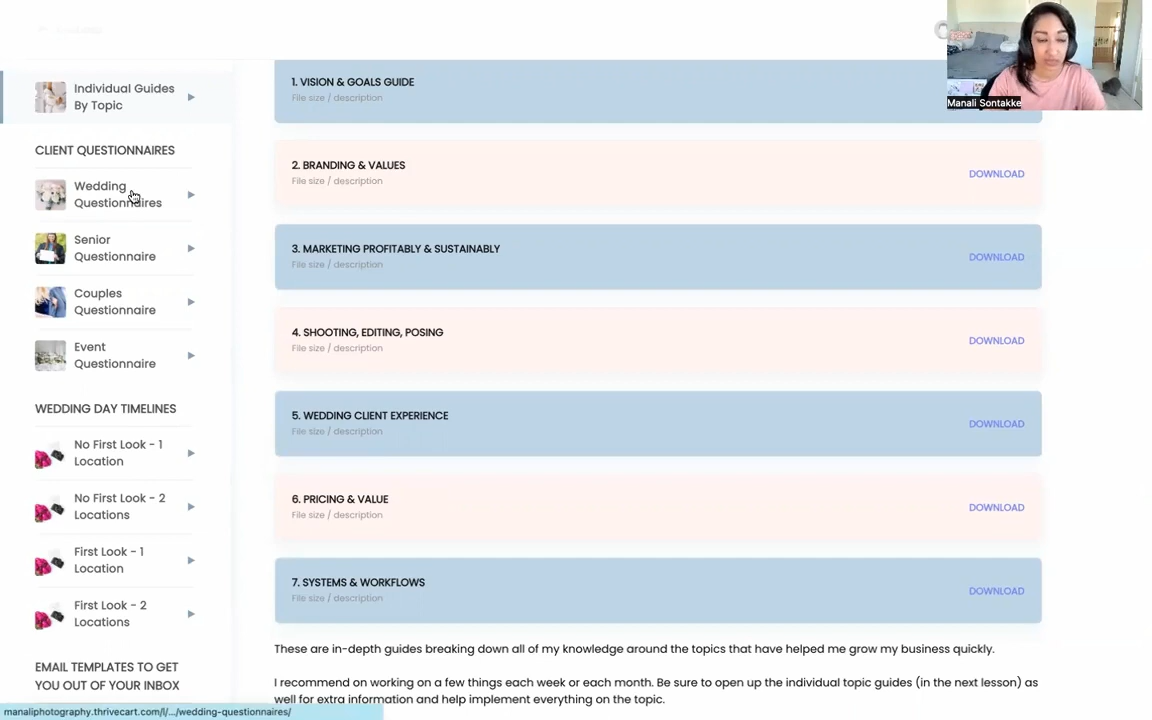 Manali Sontakke
Individual Guides
By Topic
CLIENT QUESTIONNAIRES
Wedding
Questionnaires
Senior
Questionnaire
Couples
Questionnaire
Event
Questionnaire
WEDDING DAY TIMELINES
No First Look - 1
Location
No First Look - 2
Locations
First Look - 1
Location
First Look - 2
Locations
EMAIL TEMPLATES TO GET
YOU OUT OF YOUR INBOX
manaliphotography.thrivecart.com/l/.../wedding-questionnaires/
1. VISION & GOALS GUIDE
File size / description
2. BRANDING & VALUES
File size / description
DOWNLOAD
3. MARKETING PROFITABLY & SUSTAINABLY
File size / description
DOWNLOAD
4. SHOOTING, EDITING, POSING
File size / description
DOWNLOAD
5. WEDDING CLIENT EXPERIENCE
File size / description
DOWNLOAD
6. PRICING & VALUE
File size / description
DOWNLOAD
7. SYSTEMS & WORKFLOWS
File size / description
DOWNLOAD
These are in-depth guides breaking down all of my knowledge around the topics that have helped me grow my business quickly.
I recommend on working on a few things each week or each month. Be sure to open up the individual topic guides (in the next lesson) as
well for extra information and help implement everything on the topic.